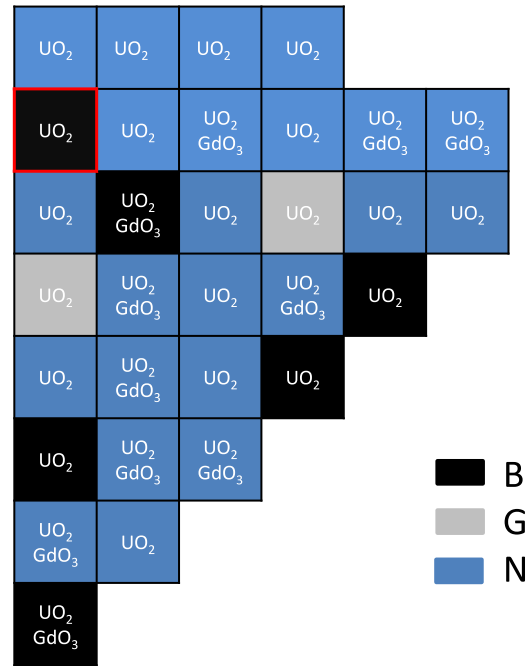 UO₂ UO₂ UO₂ UO₂
UO₂ UO₂ UO₂ GdO₃ UO₂ UO₂ GdO₃ UO₂ GdO₃
UO₂ UO₂ GdO₃ UO₂ UO₂ UO₂ UO₂
UO₂ UO₂ GdO₃ UO₂ UO₂ GdO₃ UO₂
UO₂ UO₂ GdO₃ UO₂ UO₂
UO₂ UO₂ GdO₃ UO₂ GdO₃
UO₂ GdO₃ UO₂
UO₂ GdO₃
B
G
N